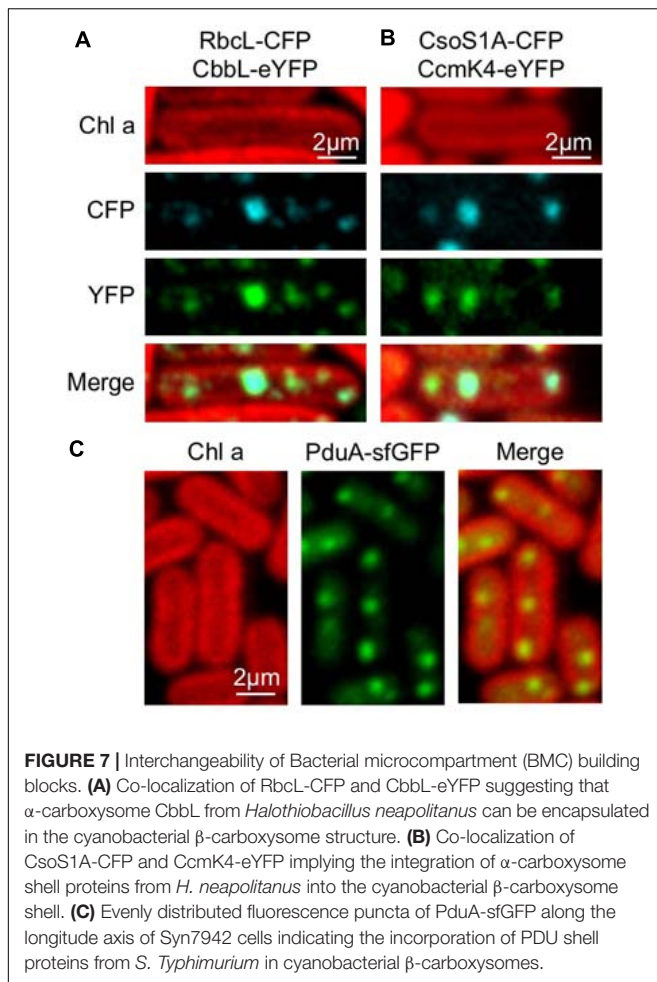 A
RbcL-CFP
CbbL-eYFP
B
CsoS1A-CFP
CcmK4-eYFP
Chl a
2µm
2µm
CFP
YFP
Merge
C
Chl a
PduA-sfGFP
Merge
2µm
FIGURE 7 | Interchangeability of Bacterial microcompartment (BMC) building
blocks. (A) Co-localization of RbcL-CFP and CbbL-eYFP suggesting that
α-carboxysome CbbL from Halothiobacillus neapolitanus can be encapsulated
in the cyanobacterial β-carboxysome structure. (B) Co-localization of
CsoS1A-CFP and CcmK4-eYFP implying the integration of α-carboxysome
shell proteins from H. neapolitanus into the cyanobacterial β-carboxysome
shell. (C) Evenly distributed fluorescence puncta of PduA-sfGFP along the
longitude axis of Syn7942 cells indicating the incorporation of PDU shell
proteins from S. Typhimurium in cyanobacterial β-carboxysomes.